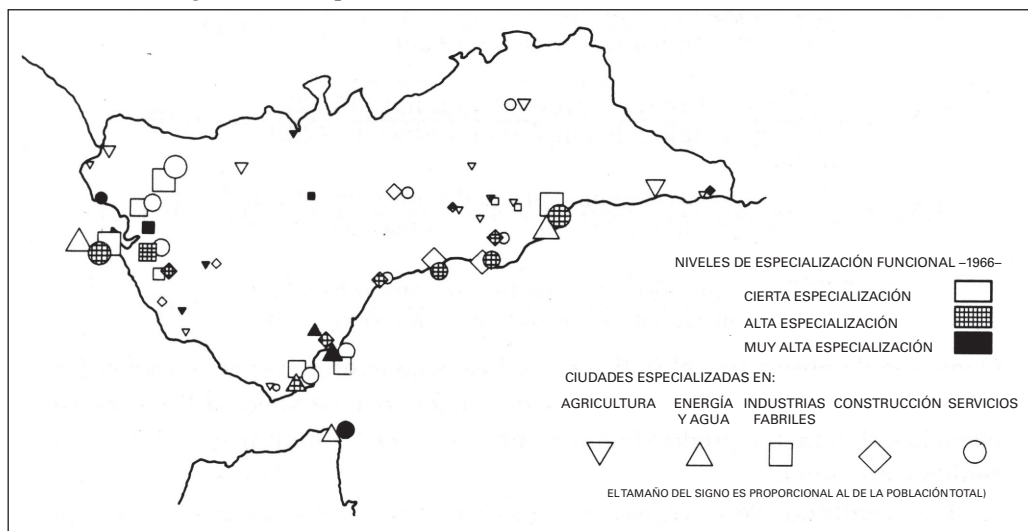 NIVELES DE ESPECIALIZACIÓN FUNCIONAL –1966–
CIERTA ESPECIALIZACIÓN
ALTA ESPECIALIZACIÓN
MUY ALTA ESPECIALIZACIÓN
CIUDADES ESPECIALIZADAS EN:
AGRICULTURA ENERGÍA INDUSTRIAS CONSTRUCCIÓN SERVICIOS
Y AGUA FABRILES
EL TAMAÑO DEL SIGNO ES PROPORCIONAL AL DE LA POBLACIÓN TOTAL)